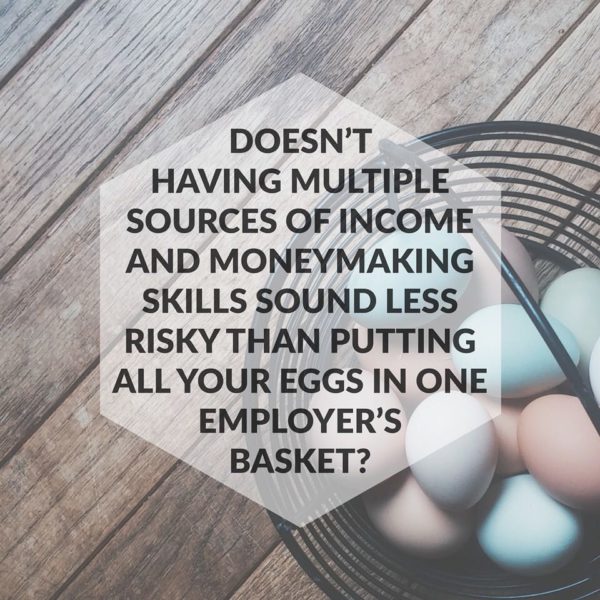 DOESN'T
HAVING MULTIPLE
SOURCES OF INCOME
AND MONEYMAKING
SKILLS SOUND LESS
RISKY THAN PUTTING
ALL YOUR EGGS IN ONE
EMPLOYER'S
BASKET?